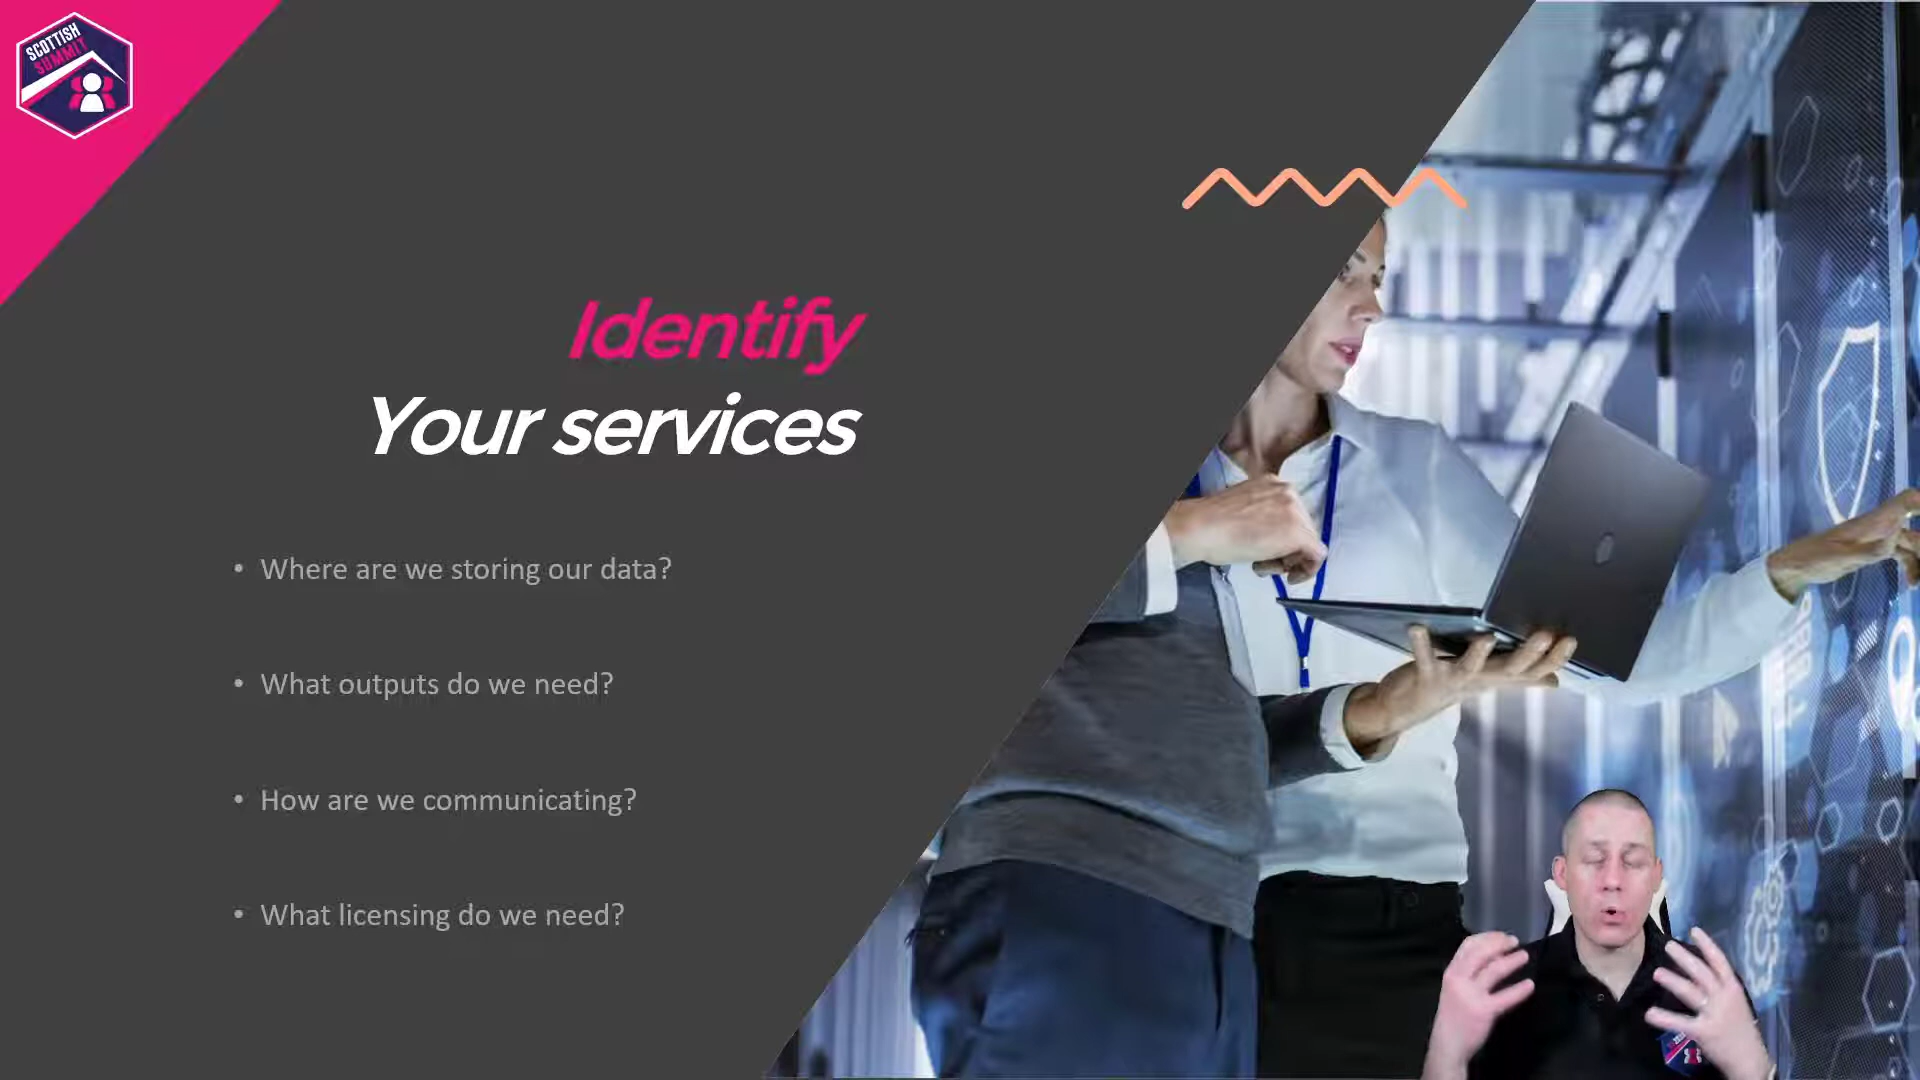 SCOTTISH
SUMMIT
Identify
Your services
• Where are we storing our data?
• What outputs do we need?
• How are we communicating?
• What licensing do we need?